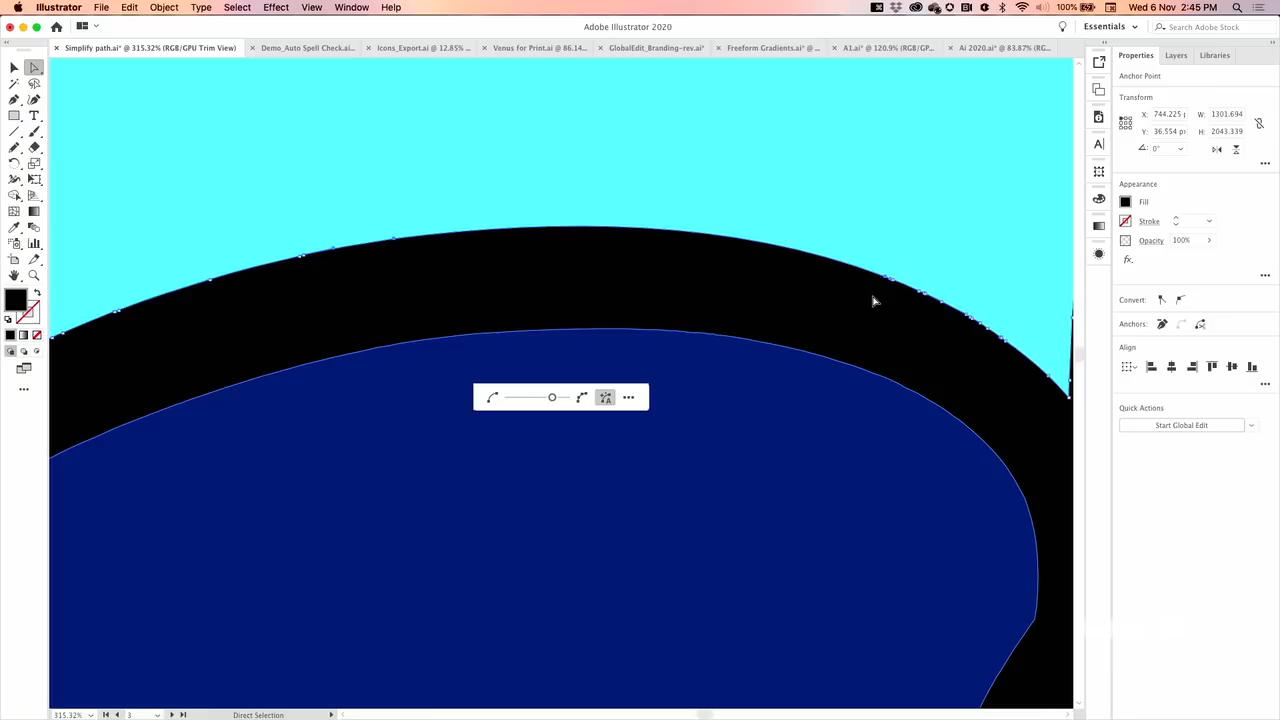 Illustrator File Edit Object Type Select Effect View Window Help 100% Wed 6 Nov 2:45 PM
Adobe Illustrator 2020 Essentials Search Adobe Stock
Simplify path.ai* @ 315.32% (RGB/GPU Trim View) Demo_Auto Spell Check.ai... Icons_Export.ai @ 12.85% ... Venus for Print.ai @ 86.14... GlobalEdit_Branding-rev.ai* Freeform Gradients.ai* @ ... A1.ai* @ 120.9% (RGB/GP... Ai 2020.ai* @ 83.87% (RG...
Properties Layers Libraries
Anchor Point
Transform
X: 744.225 W: 1301.694
Y: 36.554 H: 2043.339
0°
Appearance
Fill
Stroke
Opacity 100%
fx.
Convert:
Anchors:
Align
Quick Actions
Start Global Edit
315.32% 3 Direct Selection